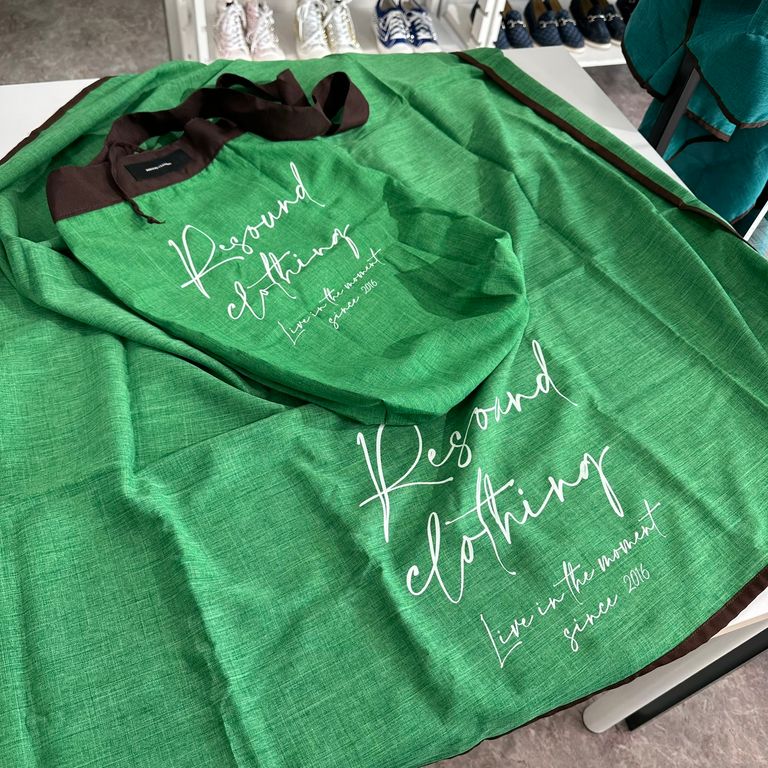 Resound
clothing
Live in the moment
since 2016
Resound
clothing
Live in the moment
since 2016